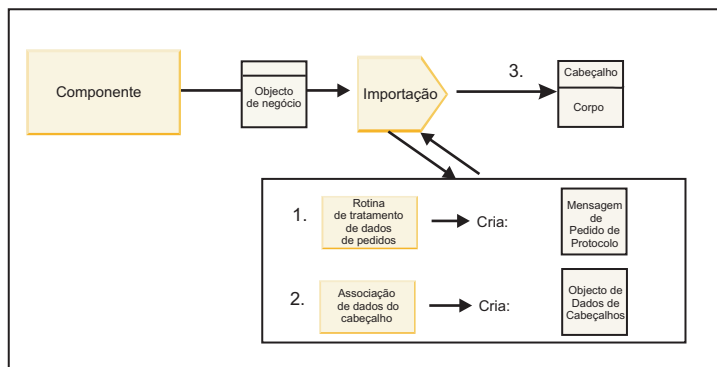 Componente
Objecto
de negócio
Importação
3.
Cabeçalho
Corpo
1.
Rotina
de tratamento
de dados
de pedidos
Cria:
Mensagem
de
Pedido de
Protocolo
2.
Associação
de dados do
cabeçalho
Cria:
Objecto de
Dados de
Cabeçalhos